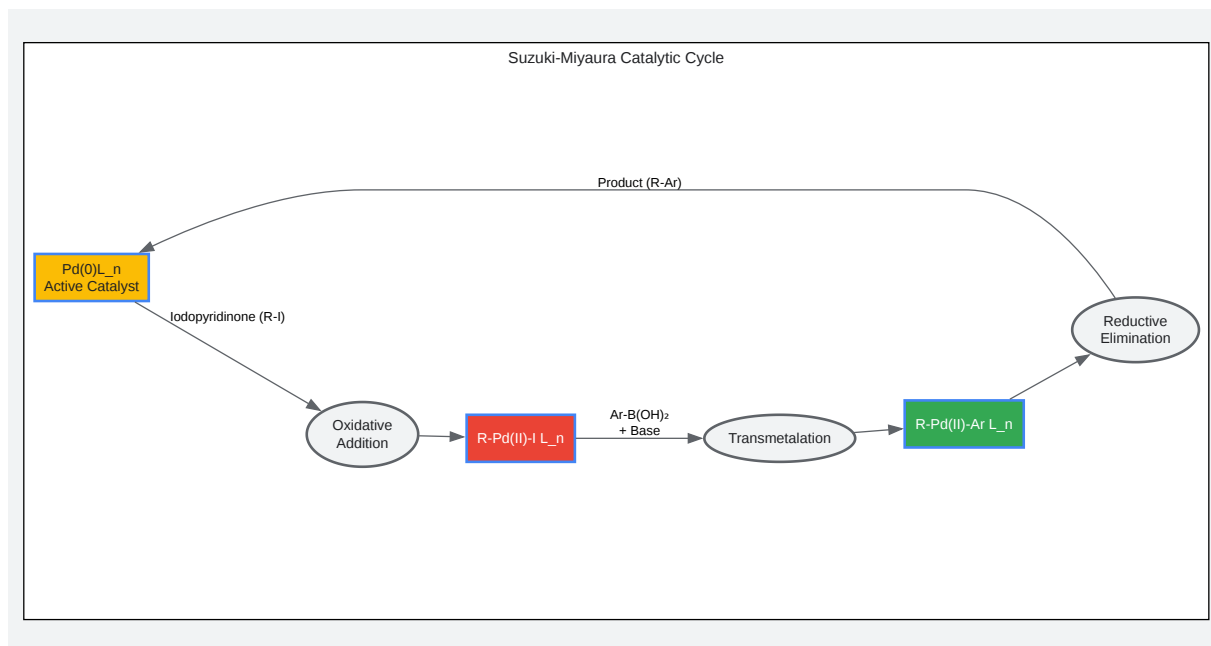 Suzuki-Miyaura Catalytic Cycle
Product (R-Ar)
Pd(0)L_n
Active Catalyst
Iodopyridinone (R-I)
Oxidative
Addition
R-Pd(II)-I L_n
Ar-B(OH)₂
+ Base
Transmetalation
R-Pd(II)-Ar L_n
Reductive
Elimination